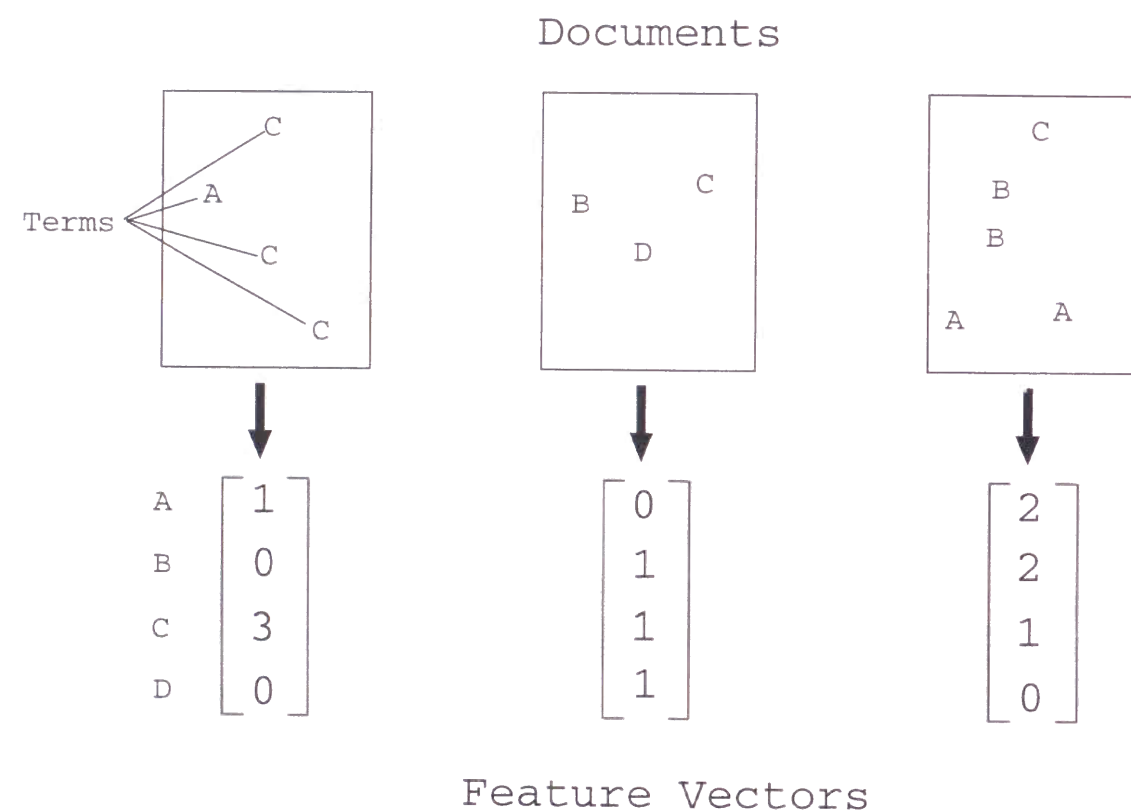 Documents
C
A
Terms
C
C
B
C
D
C
B
B
A A
A 1 0 2
B 0 1 2
C 3 1 1
D 0 1 0
Feature Vectors